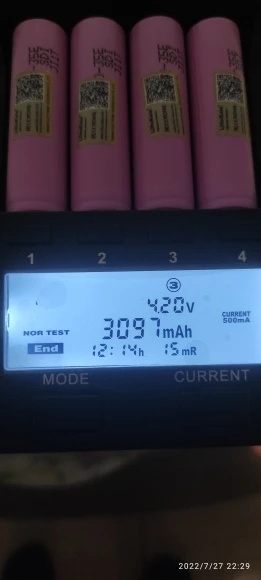 1 2 3 4
3
4.20V
CURRENT
500mA
NOR TEST
3097mAh
End
12:14h 15mR
MODE CURRENT
2022/7/27 22:29